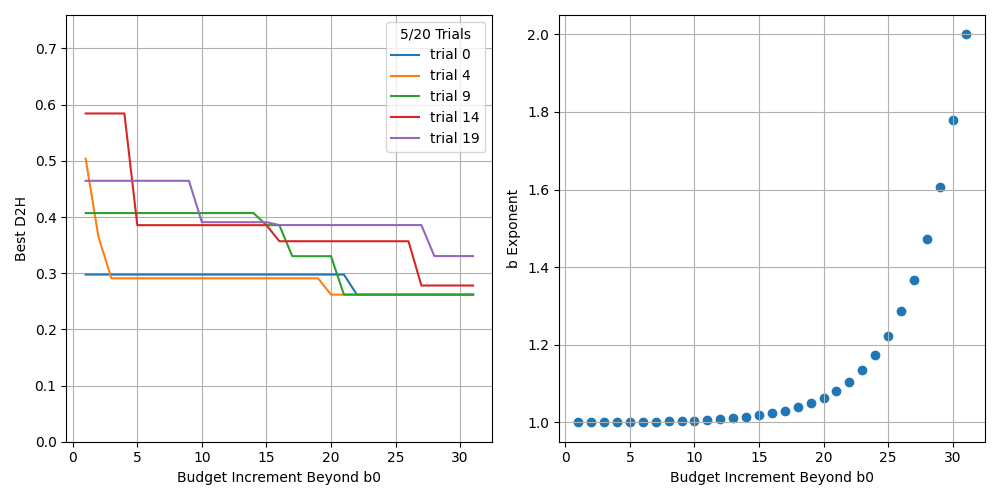 0.7
0.6
0.5
0.4
0.3
0.2
0.1
0.0
Best D2H
0 5 10 15 20 25 30
Budget Increment Beyond b0
5/20 Trials
trial 0
trial 4
trial 9
trial 14
trial 19
2.0
1.8
1.6
1.4
1.2
1.0
b Exponent
0 5 10 15 20 25 30
Budget Increment Beyond b0